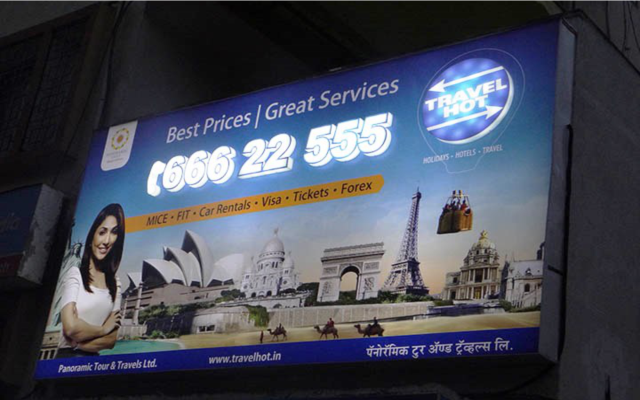 Best Prices | Great Services
666 22 555
TRAVEL
HOT
HOLIDAYS • HOTELS • TRAVEL
MICE • FIT • Car Rentals • Visa • Tickets • Forex
Panoramic Tour & Travels Ltd.
www.travelhot.in
पॅनोरॅमिक टुर अ‍ॅण्ड ट्रॅव्हल्स लि.